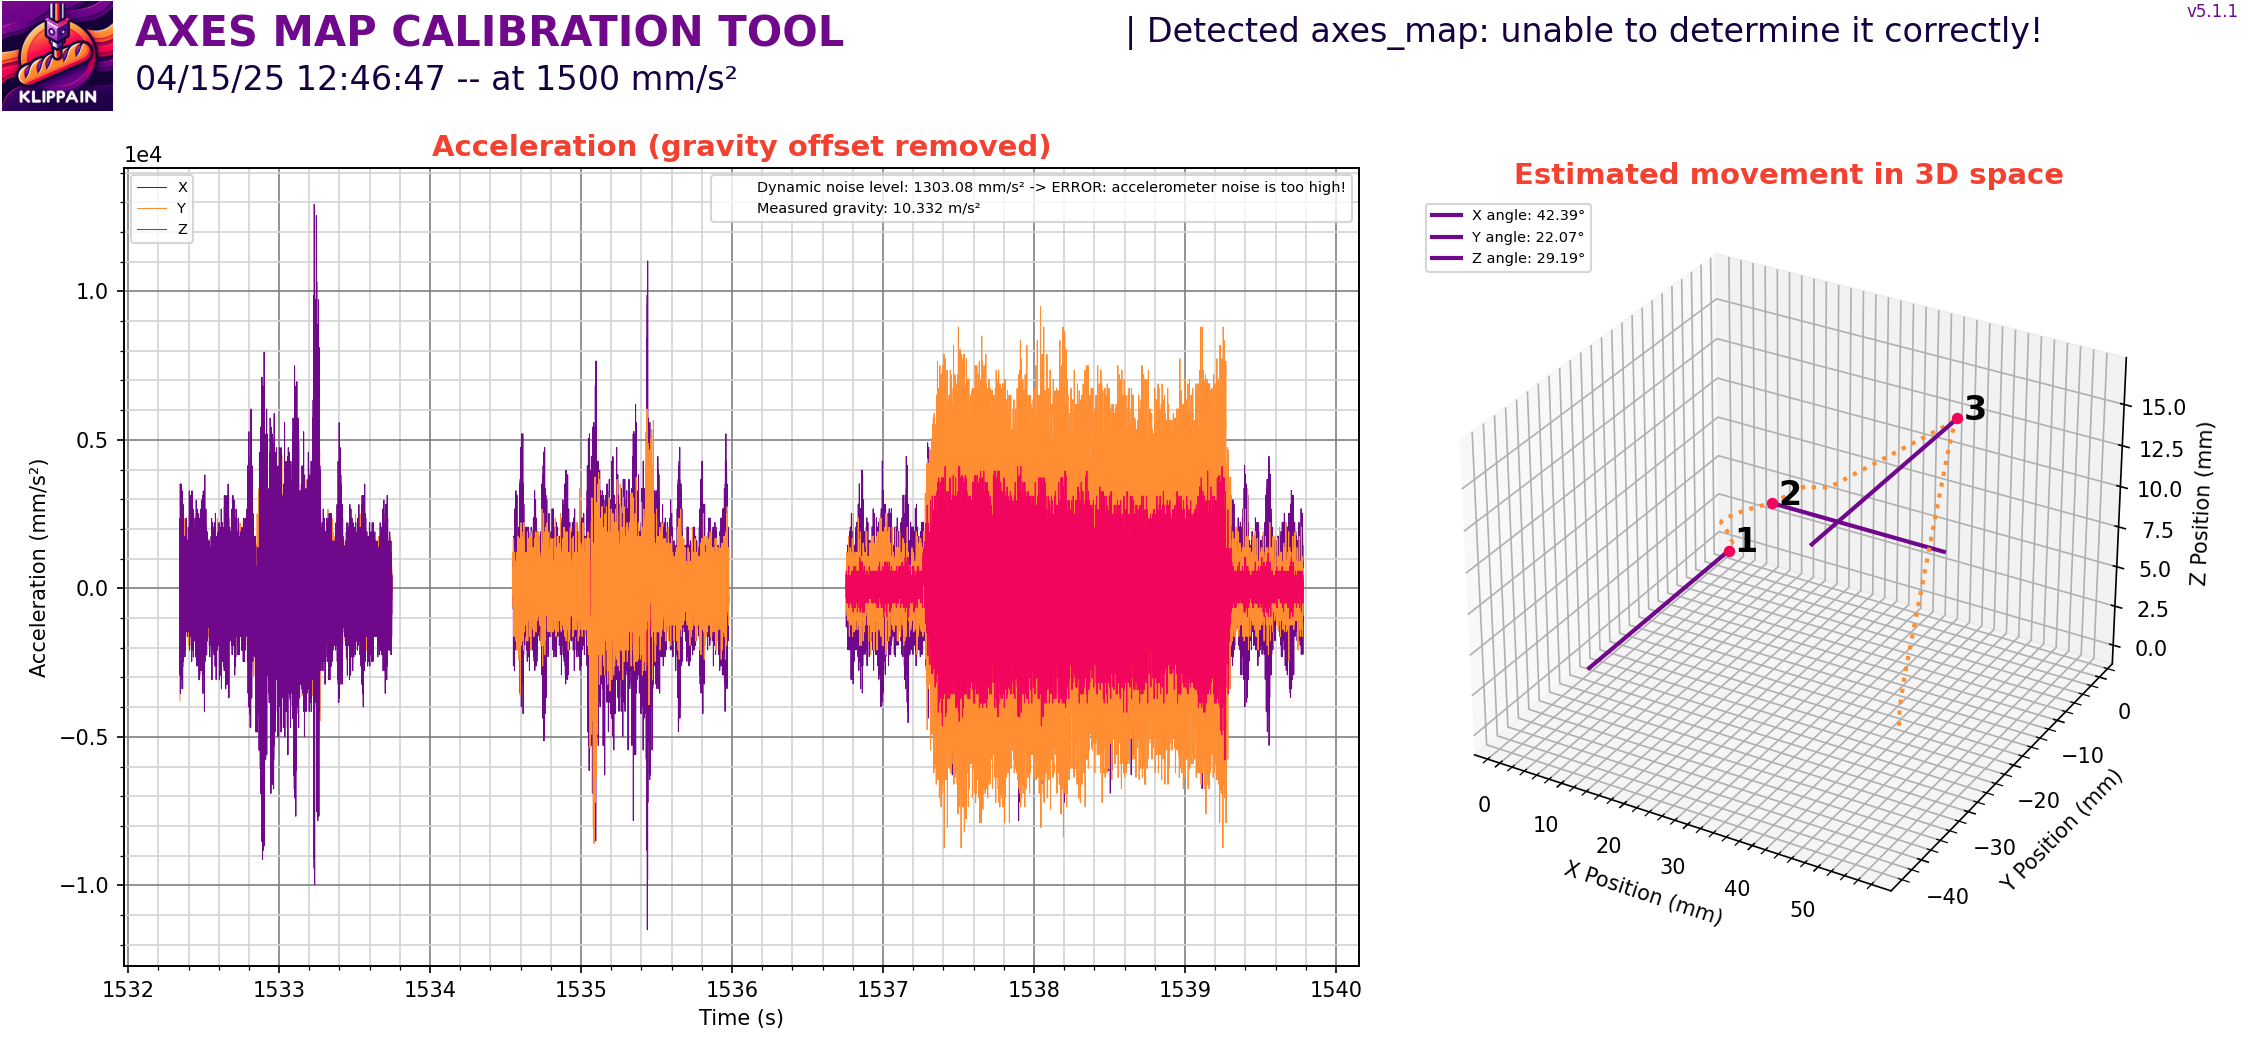 AXES MAP CALIBRATION TOOL
04/15/25 12:46:47 -- at 1500 mm/s²
| Detected axes_map: unable to determine it correctly!
v5.1.1
KLIPPAIN
Acceleration (gravity offset removed)
1e4
X
Y
Z
Dynamic noise level: 1303.08 mm/s² -> ERROR: accelerometer noise is too high!
Measured gravity: 10.332 m/s²
1.0
0.5
0.0
−0.5
−1.0
Acceleration (mm/s²)
1532 1533 1534 1535 1536 1537 1538 1539 1540
Time (s)
Estimated movement in 3D space
X angle: 42.39°
Y angle: 22.07°
Z angle: 29.19°
1
2
3
15.0
12.5
10.0
7.5
5.0
2.5
0.0
Z Position (mm)
0
−10
−20
−30
−40
Y Position (mm)
0
10
20
30
40
50
X Position (mm)